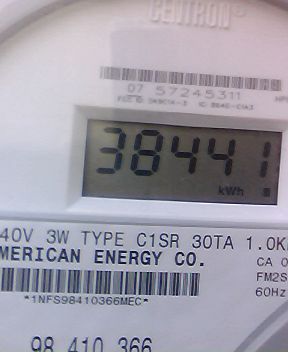 CENTRON®
07 57245311
38441
kWh
40V 3W TYPE C1SR 30TA 1.0K
MERICAN ENERGY CO.
CA 0
FM2S
*1NFS98410366MEC*
60Hz
98 410 366